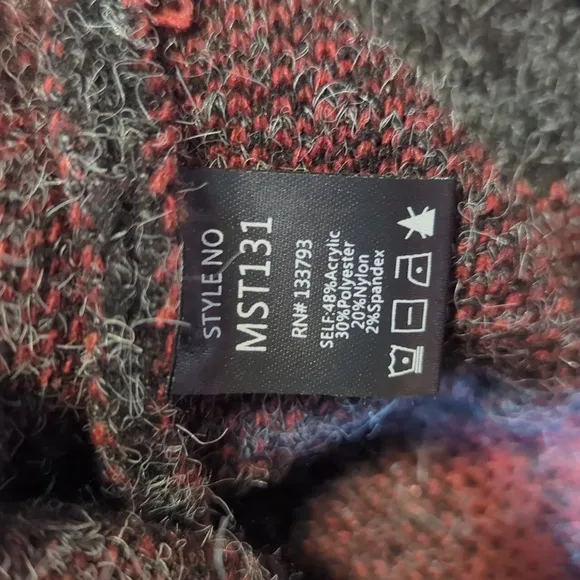 STYLE NO
MST131
RN# 133793
SELF:48%Acrylic
30%Polyester
20%Nylon
2%Spandex